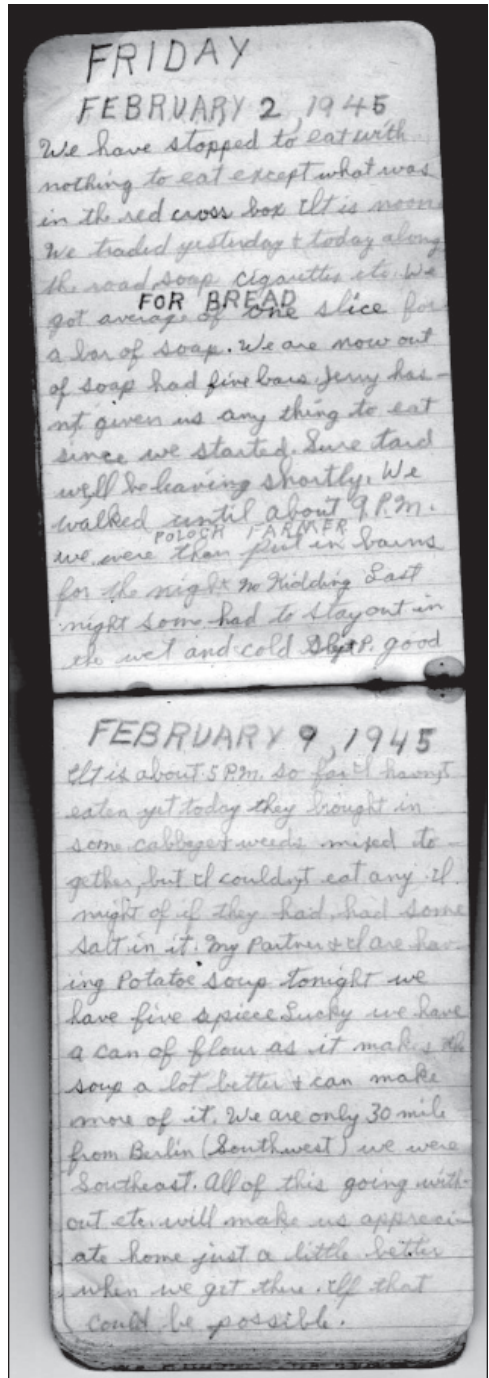 FRIDAY
FEBRUARY 2, 1945
We have stopped to eat with
nothing to eat except what was
in the red cross box It is noon
We traded yesterday & today along
the road soap cigarettes etc. We
FOR BREAD
got average of one slice for
a bar of soap. We are now out
of soap had five bars. Jerry has-
nt given us any thing to eat
since we started. Sure tard
we'll be leaving shortly. We
walked until about 9 P.M.
POLOCK FARMER
we were than put in barns
for the night no Kidding Last
night some had to stay out in
the wet and cold Slept good
FEBRUARY 9, 1945
It is about 5 P.M. so far I haven't
eaten yet today they brought in
some cabbage & weeds mixed to-
gether, but I couldn't eat any. I
might of if they had, had some
salt in it. My Partner & I are hav-
ing Potatoe soup tonight we
have five apiece Lucky we have
a can of flour as it makes the
soup a lot better & can make
more of it. We are only 30 mile
from Berlin (Southwest) we were
Southeast. All of this going with-
out etc. will make us appreci-
ate home just a little better
when we get there. If that
could be possible.